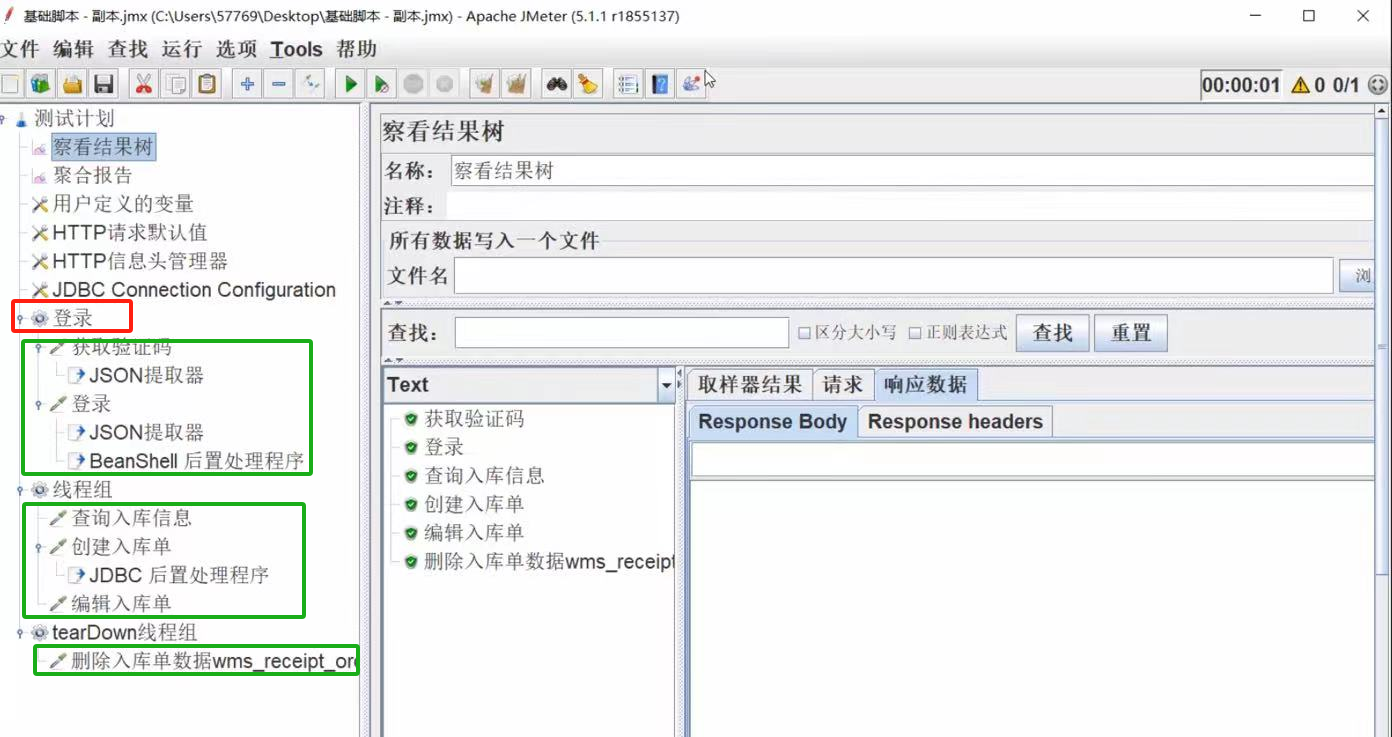 基础脚本 - 副本.jmx (C:\Users\57769\Desktop\基础脚本 - 副本.jmx) - Apache JMeter (5.1.1 r1855137)
文件 编辑 查找 运行 选项 Tools 帮助
00:00:01 0 0/1
测试计划
察看结果树
聚合报告
用户定义的变量
HTTP请求默认值
HTTP信息头管理器
JDBC Connection Configuration
登录
获取验证码
JSON提取器
登录
JSON提取器
BeanShell 后置处理程序
线程组
查询入库信息
创建入库单
JDBC 后置处理程序
编辑入库单
tearDown线程组
删除入库单数据wms_receipt_ord
察看结果树
名称： 察看结果树
注释：
所有数据写入一个文件
文件名 浏
查找： 区分大小写 正则表达式 查找 重置
Text
获取验证码
登录
查询入库信息
创建入库单
编辑入库单
删除入库单数据wms_receipt
取样器结果 请求 响应数据
Response Body Response headers